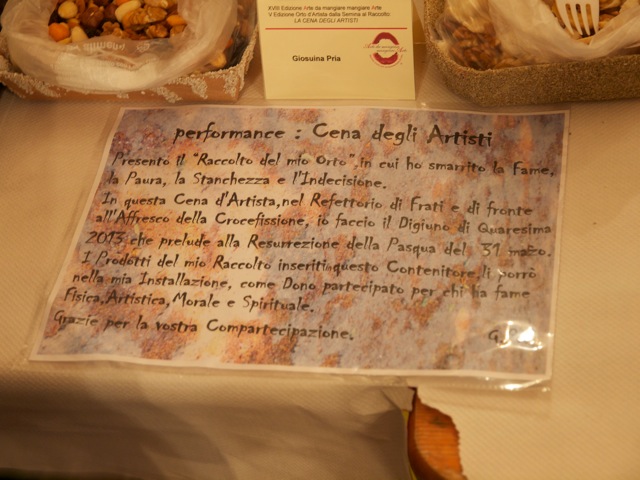 XVIII Edizione Arte da mangiare mangiare Arte
V Edizione Orto d'Artista dalla Semina al Raccolto
LA CENA DEGLI ARTISTI
Giosuina Pria
performance : Cena degli Artisti
Presento il "Raccolto del mio Orto", in cui ho smarrito la Fame,
la Paura, la Stanchezza e l'Indecisione.
In questa Cena d'Artista,nel Refettorio di Frati e di fronte
all'Affresco della Crocefissione, io faccio il Digiuno di Quaresima
2013 che prelude alla Resurrezione della Pasqua del 31 marzo.
I Prodotti del mio Raccolto inseriti questo Contenitore,li porrò
nella mia Installazione, come Dono partecipato per chi ha fame
Fisica,Artistica,Morale e Spirituale.
Grazie per la vostra Compartecipazione.
G.